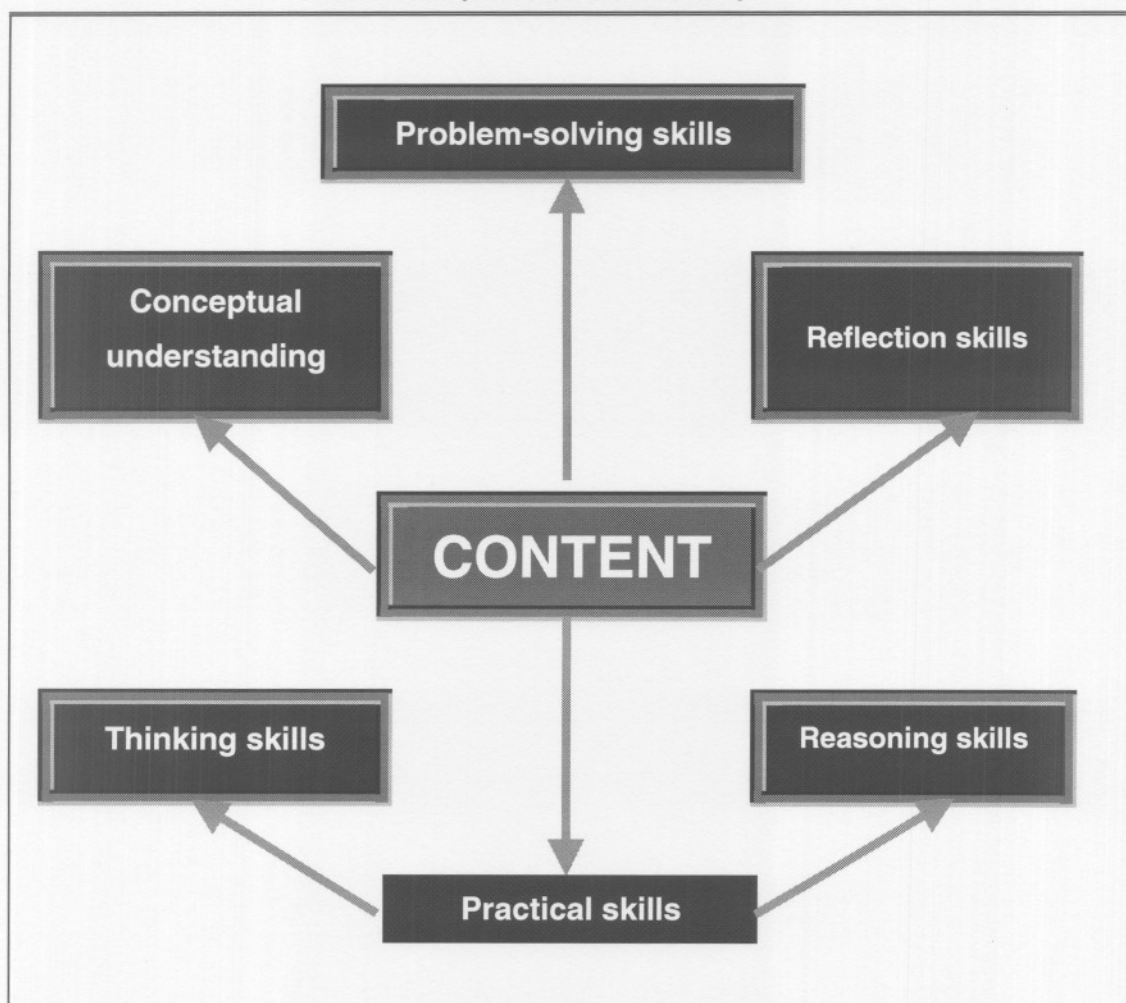 Problem-solving skills
Conceptual
understanding
Reflection skills
CONTENT
Thinking skills
Reasoning skills
Practical skills